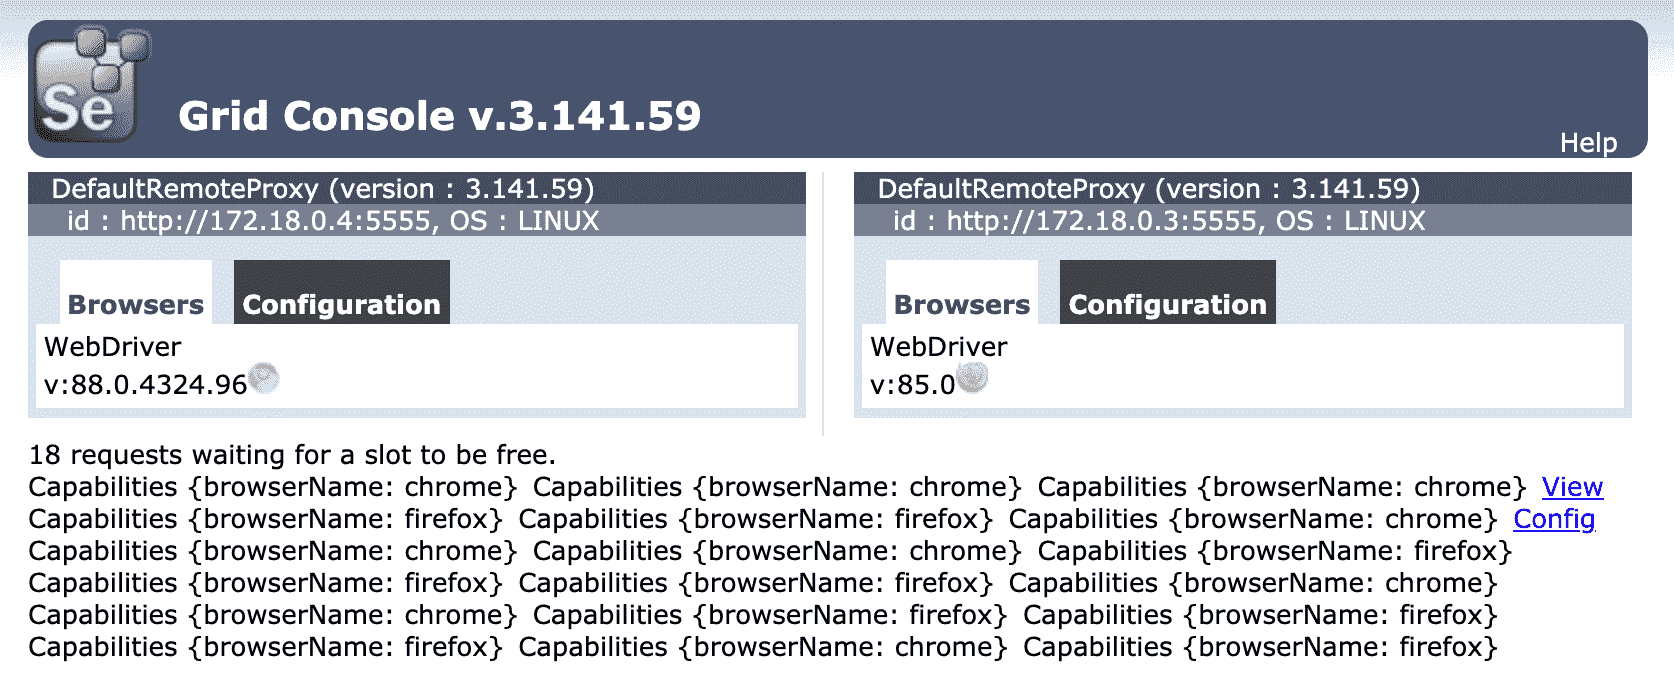 Se
Grid Console v.3.141.59
Help
DefaultRemoteProxy (version : 3.141.59)
id : http://172.18.0.4:5555, OS : LINUX
Browsers Configuration
WebDriver
v:88.0.4324.96
DefaultRemoteProxy (version : 3.141.59)
id : http://172.18.0.3:5555, OS : LINUX
Browsers Configuration
WebDriver
v:85.0
18 requests waiting for a slot to be free.
Capabilities {browserName: chrome} Capabilities {browserName: chrome} Capabilities {browserName: chrome} View
Capabilities {browserName: firefox} Capabilities {browserName: firefox} Capabilities {browserName: chrome} Config
Capabilities {browserName: chrome} Capabilities {browserName: chrome} Capabilities {browserName: firefox}
Capabilities {browserName: firefox} Capabilities {browserName: firefox} Capabilities {browserName: chrome}
Capabilities {browserName: chrome} Capabilities {browserName: firefox} Capabilities {browserName: firefox}
Capabilities {browserName: firefox} Capabilities {browserName: chrome} Capabilities {browserName: firefox}